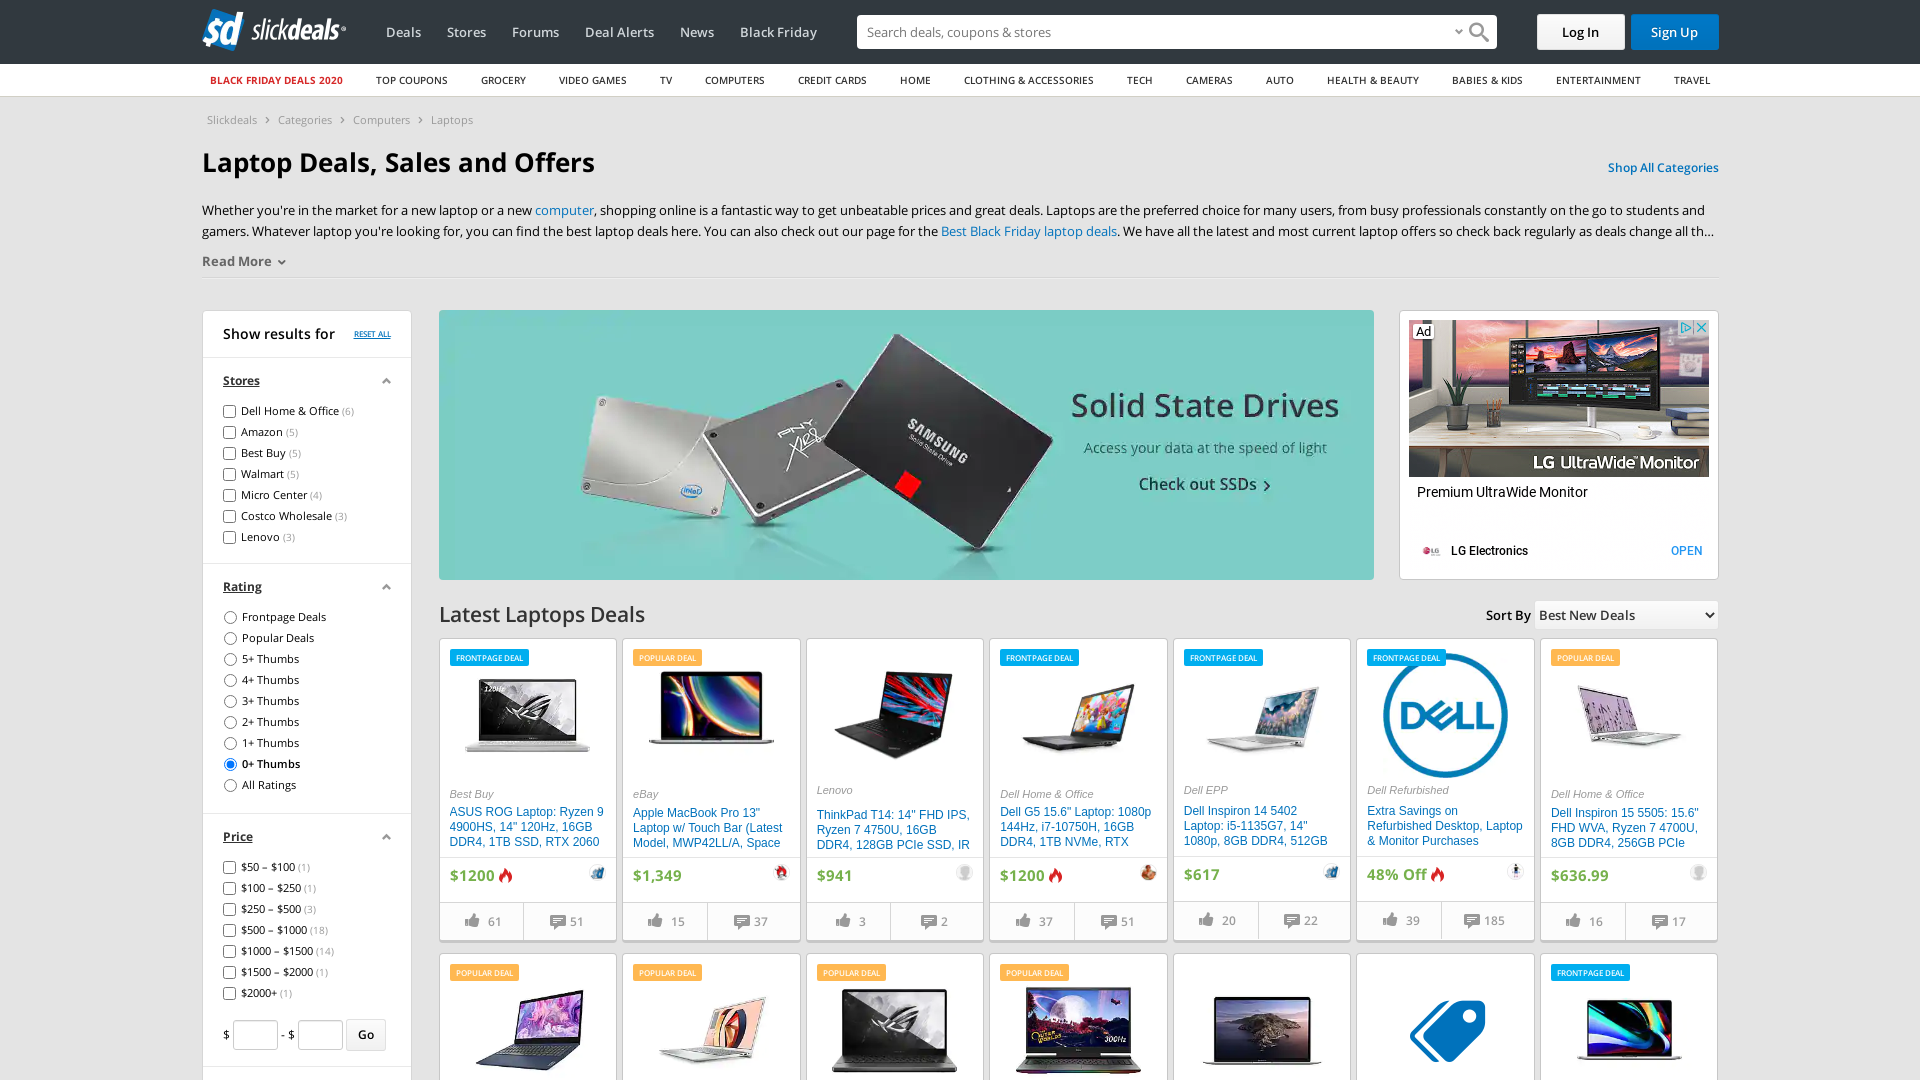 slickdeals
Deals
Stores
Forums
Deal Alerts
News
Black Friday
Search deals, coupons & stores
Log In
Sign Up
BLACK FRIDAY DEALS 2020
TOP COUPONS
GROCERY
VIDEO GAMES
TV
COMPUTERS
CREDIT CARDS
HOME
CLOTHING & ACCESSORIES
TECH
CAMERAS
AUTO
HEALTH & BEAUTY
BABIES & KIDS
ENTERTAINMENT
TRAVEL
Slickdeals > Categories > Computers > Laptops
Laptop Deals, Sales and Offers
Shop All Categories
Whether you're in the market for a new laptop or a new computer, shopping online is a fantastic way to get unbeatable prices and great deals. Laptops are the preferred choice for many users, from busy professionals constantly on the go to students and
gamers. Whatever laptop you're looking for, you can find the best laptop deals here. You can also check out our page for the Best Black Friday laptop deals. We have all the latest and most current laptop offers so check back regularly as deals change all th...
Read More
Show results for
RESET ALL
Stores
Dell Home & Office (6)
Amazon (5)
Best Buy (5)
Walmart (5)
Micro Center (4)
Costco Wholesale (3)
Lenovo (3)
Rating
Frontpage Deals
Popular Deals
5+ Thumbs
4+ Thumbs
3+ Thumbs
2+ Thumbs
1+ Thumbs
0+ Thumbs
All Ratings
Price
$50 – $100 (1)
$100 – $250 (1)
$250 – $500 (3)
$500 – $1000 (18)
$1000 – $1500 (14)
$1500 – $2000 (1)
$2000+ (1)
$ - $ Go
intel
PNY
XLR8
SAMSUNG
Solid State Drive
Solid State Drives
Access your data at the speed of light
Check out SSDs >
Ad
LG UltraWide™ Monitor
Premium UltraWide Monitor
LG
LG Electronics
OPEN
Latest Laptops Deals
Sort By Best New Deals
FRONTPAGE DEAL
120Hz
Best Buy
ASUS ROG Laptop: Ryzen 9
4900HS, 14" 120Hz, 16GB
DDR4, 1TB SSD, RTX 2060
$1200
61
51
POPULAR DEAL
eBay
Apple MacBook Pro 13"
Laptop w/ Touch Bar (Latest
Model, MWP42LL/A, Space
$1,349
15
37
Lenovo
ThinkPad T14: 14" FHD IPS,
Ryzen 7 4750U, 16GB
DDR4, 128GB PCIe SSD, IR
$941
3
2
FRONTPAGE DEAL
Dell Home & Office
Dell G5 15.6" Laptop: 1080p
144Hz, i7-10750H, 16GB
DDR4, 1TB NVMe, RTX
$1200
37
51
FRONTPAGE DEAL
Dell EPP
Dell Inspiron 14 5402
Laptop: i5-1135G7, 14"
1080p, 8GB DDR4, 512GB
$617
20
22
FRONTPAGE DEAL
DELL
Dell Refurbished
Extra Savings on
Refurbished Desktop, Laptop
& Monitor Purchases
48% Off
39
185
POPULAR DEAL
Dell Home & Office
Dell Inspiron 15 5505: 15.6"
FHD WVA, Ryzen 7 4700U,
8GB DDR4, 256GB PCIe
$636.99
16
17
POPULAR DEAL
POPULAR DEAL
POPULAR DEAL
POPULAR DEAL
OUTER
WORLDS
300Hz
FRONTPAGE DEAL